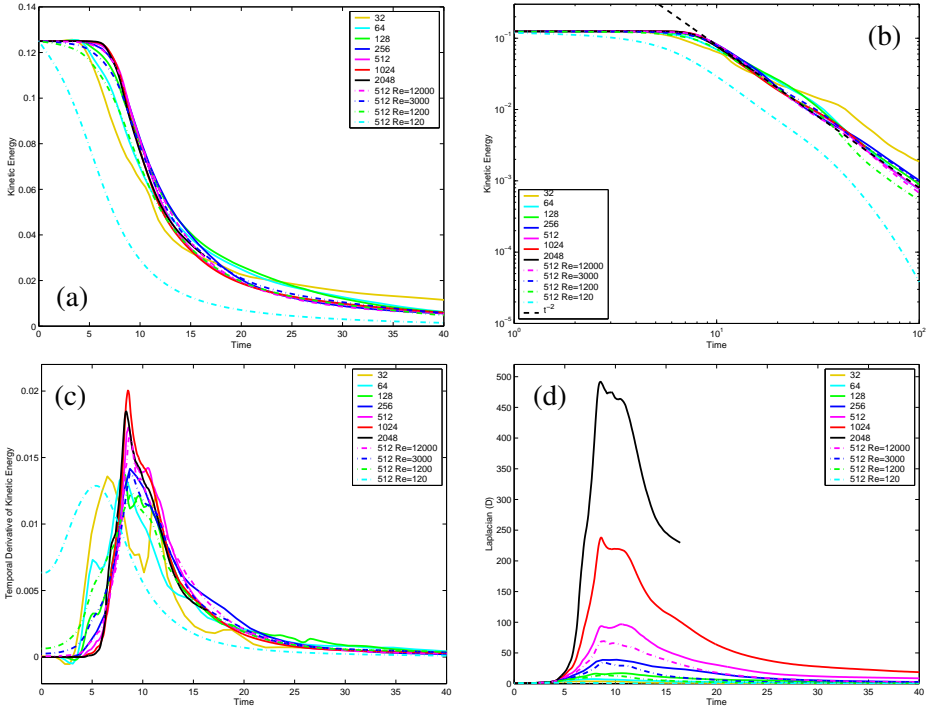 (a)
Kinetic Energy
0.14
0.12
0.1
0.08
0.06
0.04
0.02
0
0 5 10 15 20 25 30 35 40
Time
32
64
128
256
512
1024
2048
512 Re=12000
512 Re=3000
512 Re=1200
512 Re=120
(b)
Kinetic Energy
10⁻¹
10⁻²
10⁻³
10⁻⁴
10⁻⁵
10⁰ 10¹ 10²
Time
32
64
128
256
512
1024
2048
512 Re=12000
512 Re=3000
512 Re=1200
512 Re=120
t⁻²
(c)
Temporal Derivative of Kinetic Energy
0.02
0.015
0.01
0.005
0
0 5 10 15 20 25 30 35 40
Time
32
64
128
256
512
1024
2048
512 Re=12000
512 Re=3000
512 Re=1200
512 Re=120
(d)
Laplacian (D)
500
450
400
350
300
250
200
150
100
50
0
0 5 10 15 20 25 30 35 40
Time
32
64
128
256
512
1024
2048
512 Re=12000
512 Re=3000
512 Re=1200
512 Re=120